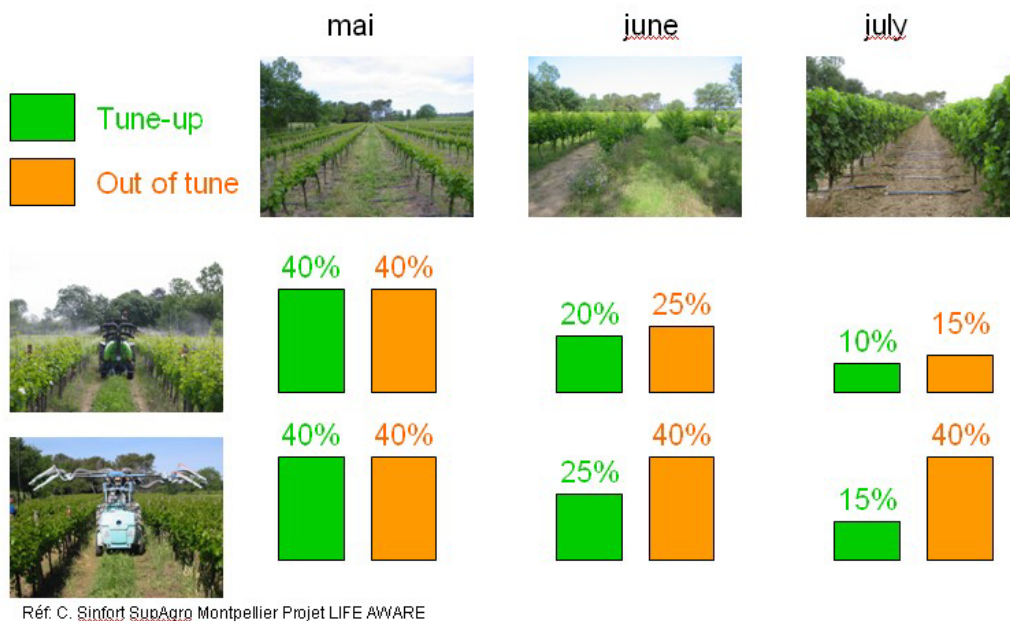 mai june july
Tune-up
Out of tune
40% 40% 20% 25% 10% 15%
40% 40% 25% 40% 15% 40%
Réf: C. Sinfort SupAgro Montpellier Projet LIFE AWARE